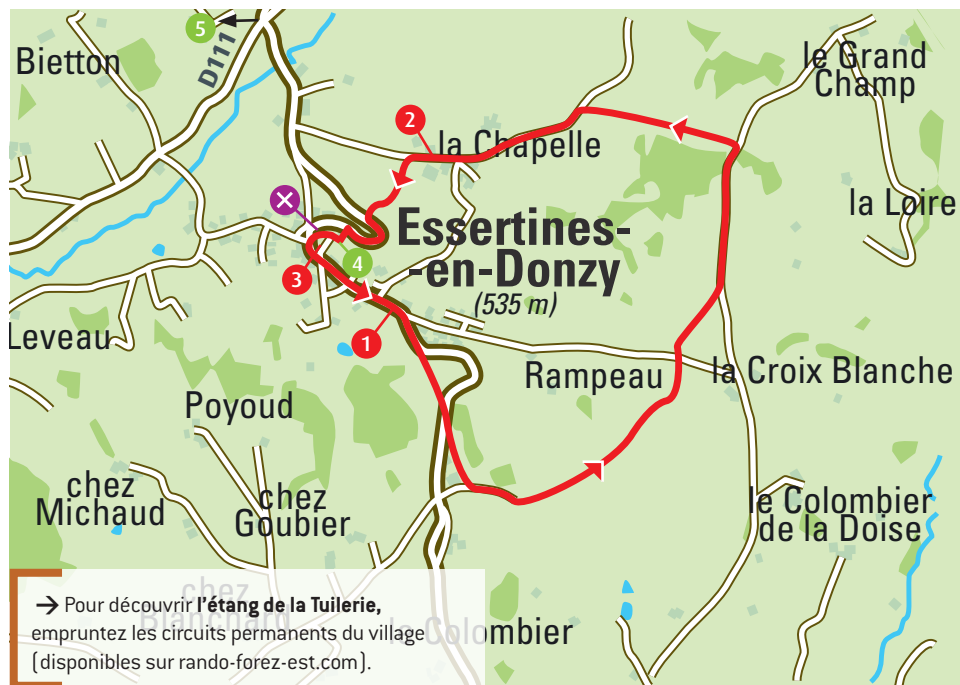 5
D111
Bietton
le Grand
Champ
2
la Chapelle
la Loire
Essertines-
-en-Donzy
(535 m)
4
3
1
Leveau
Rampeau
la Croix Blanche
Poyoud
chez
Michaud
chez
Goubier
le Colombier
de la Doise
chez
Blanchard
le Colombier
→ Pour découvrir l'étang de la Tuilerie,
empruntez les circuits permanents du village
(disponibles sur rando-forez-est.com).